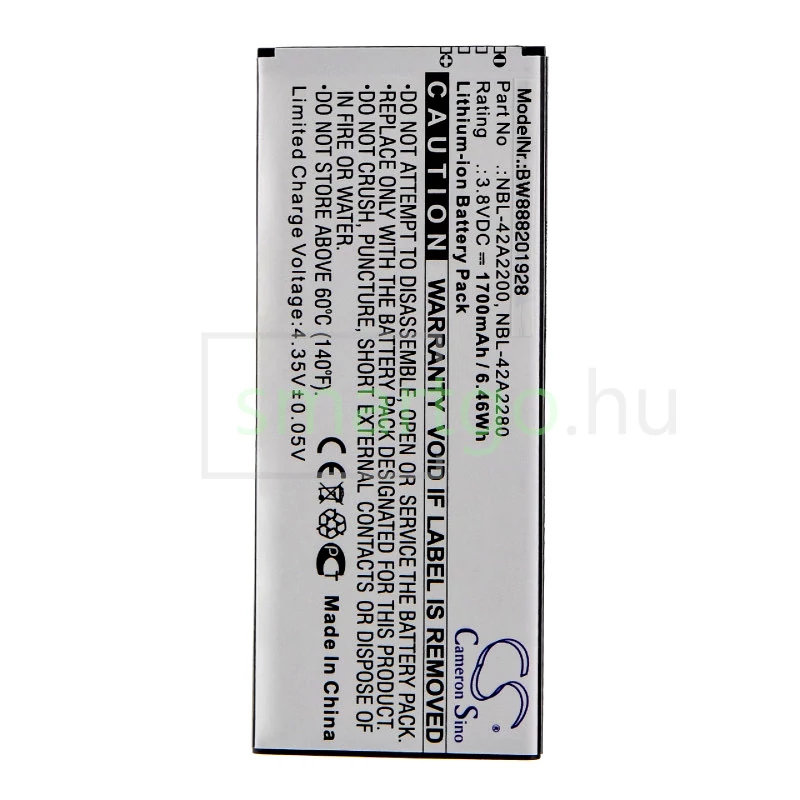 ModelNr.:BW888201928
Part No .:NBL-42A2200, NBL-42A2280
Rating .:3.8VDC ⎓ 1700mAh / 6.46Wh
Lithium-ion Battery Pack
CAUTION WARRANTY VOID IF LABEL IS REMOVED
•DO NOT ATTEMPT TO DISASSEMBLE,OPEN OR SERVICE BATTERY PACK.
•REPLACE ONLY WITH THE BATTERY PACK DESIGNATED FOR THIS PRODUCT.
•DO NOT CRUSH, PUNCTURE, SHORT EXTERNAL CONTACTS OR DISPOSE OF
IN FIRE OR WATER.
•DO NOT STORE ABOVE 60°C (140°F).
Limited Charge Voltage:4.35V±0.05V
CE PCT Made In China
CS®
Cameron Sino
smartgo.hu